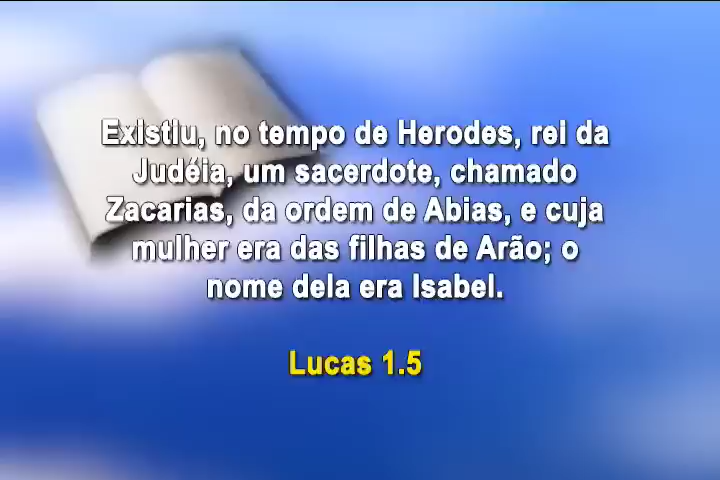 Existiu, no tempo de Herodes, rei da
Judéia, um sacerdote, chamado
Zacarias, da ordem de Abias, e cuja
mulher era das filhas de Arão; o
nome dela era Isabel.
Lucas 1.5